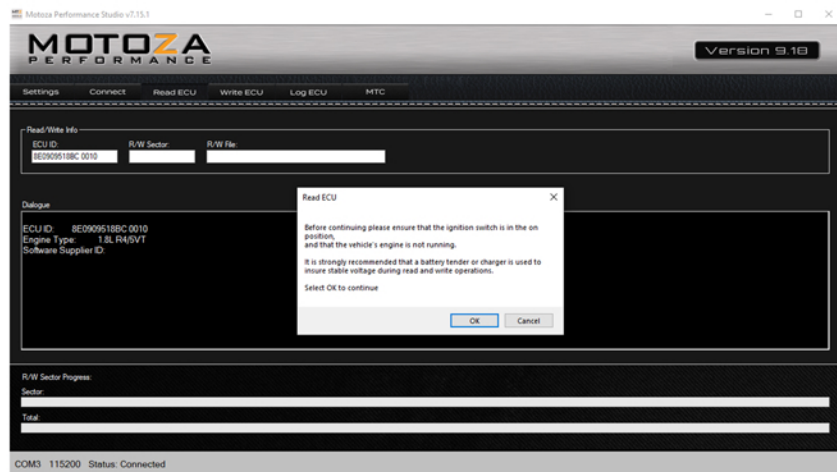 Motoza Performance Studio v7.15.1
MOTOZA
PERFORMANCE
Version 9.18
Settings Connect Read ECU Write ECU Log ECU MTC
Read/Write Info
ECU ID: R/W Sector: R/W File:
8E0909518BC 0010
Dialogue
ECU ID: 8E0909518BC 0010
Engine Type: 1.8L R4/5VT
Software Supplier ID:
Read ECU
Before continuing please ensure that the ignition switch is in the on
position,
and that the vehicle's engine is not running.
It is strongly recommended that a battery tender or charger is used to
insure stable voltage during read and write operations.
Select OK to continue
OK Cancel
R/W Sector Progress:
Sector:
Total:
COM3 115200 Status: Connected